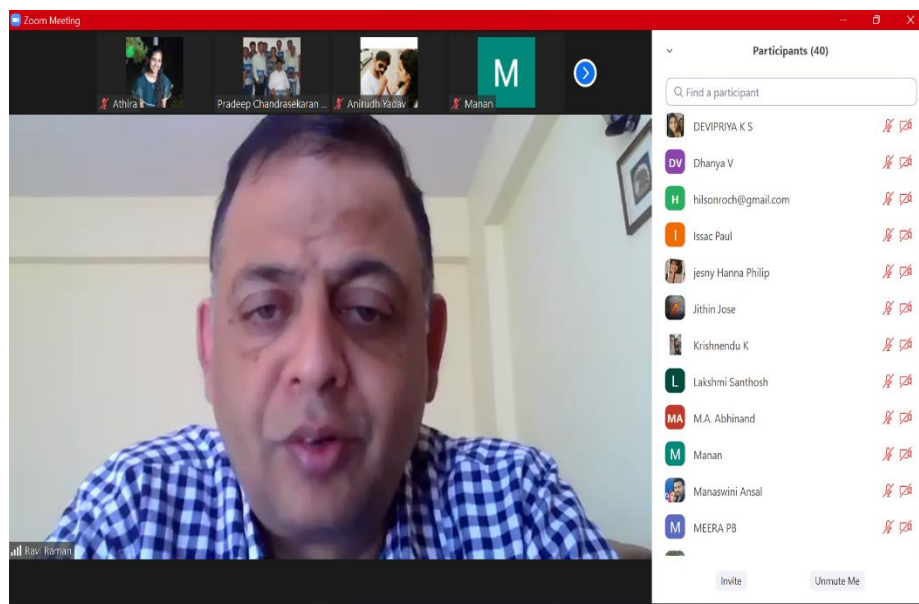 Zoom Meeting
Athira
Pradeep Chandrasekaran ...
Anirudh Yadav
M
Manan
Ravi Raman
Participants (40)
Find a participant
DEVIPRIYA K S
DV Dhanya V
H hilsonroch@gmail.com
I Issac Paul
jesny Hanna Philip
Jithin Jose
Krishnendu K
L Lakshmi Santhosh
MA M.A. Abhinand
M Manan
Manaswini Ansal
M MEERA PB
Invite Unmute Me